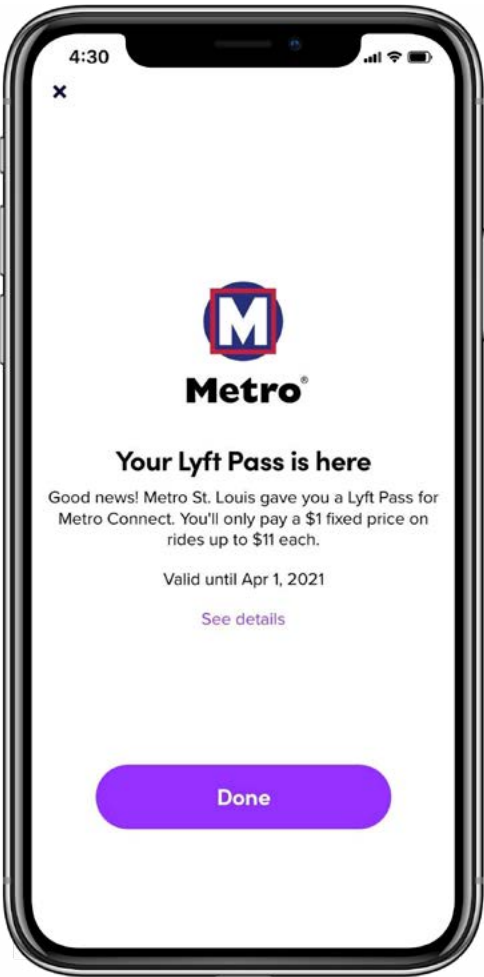 4:30
×
M
Metro®
Your Lyft Pass is here
Good news! Metro St. Louis gave you a Lyft Pass for
Metro Connect. You'll only pay a $1 fixed price on
rides up to $11 each.
Valid until Apr 1, 2021
See details
Done